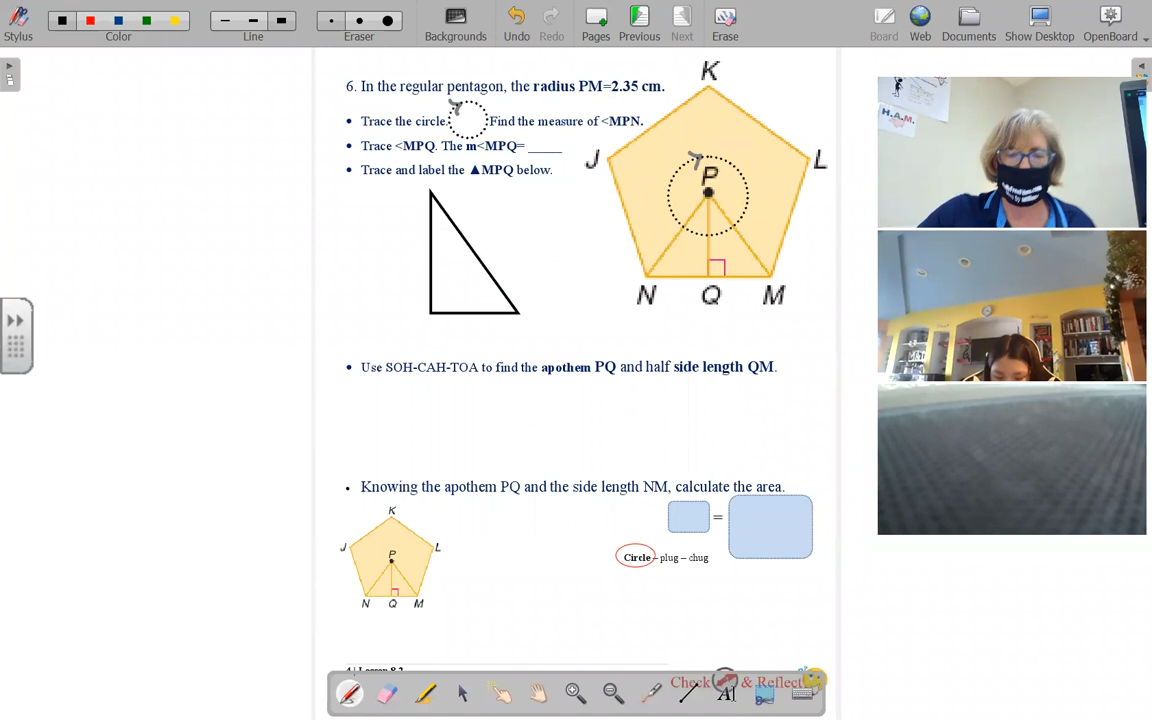 Stylus
Color
Line
Eraser
Backgrounds
Undo
Redo
Pages
Previous
Next
Erase
Board
Web
Documents
Show Desktop
OpenBoard
6. In the regular pentagon, the radius PM=2.35 cm.
• Trace the circle. Find the measure of <MPN.
• Trace <MPQ. The m<MPQ= _____
• Trace and label the ▲MPQ below.
K
J
L
P
N
Q
M
• Use SOH-CAH-TOA to find the apothem PQ and half side length QM.
• Knowing the apothem PQ and the side length NM, calculate the area.
K
J
L
P
N
Q
M
=
Circle – plug – chug
4 | Lesson 8.2
Check & Reflect
H.A.M.